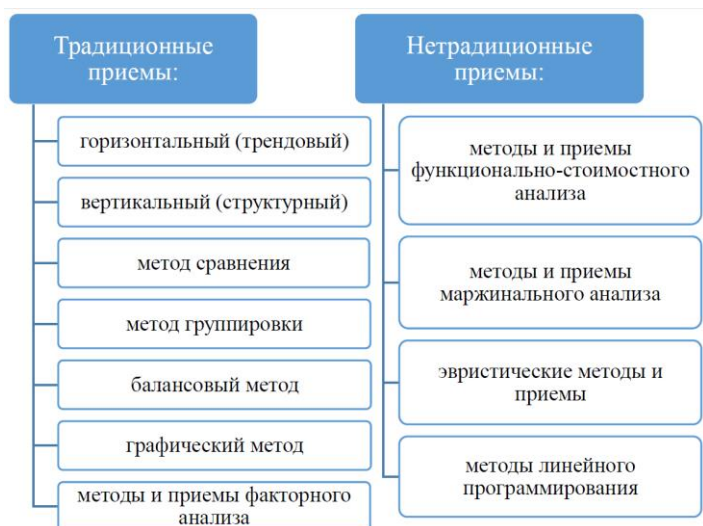 Традиционные
приемы:
горизонтальный (трендовый)
вертикальный (структурный)
метод сравнения
метод группировки
балансовый метод
графический метод
методы и приемы факторного
анализа
Нетрадиционные
приемы:
методы и приемы
функционально-стоимостного
анализа
методы и приемы
маржинального анализа
эвристические методы и
приемы
методы линейного
программирования